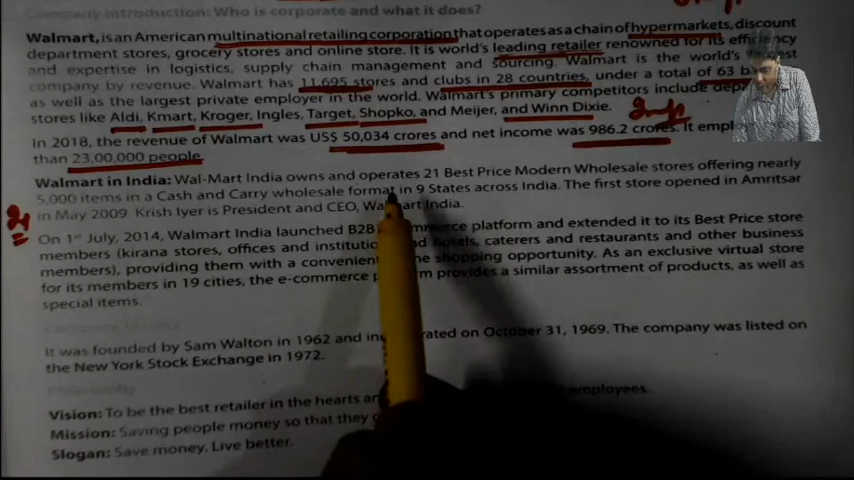 Company Introduction: Who is corporate and what it does?
Walmart, is an American multinational retailing corporation that operates as a chain of hypermarkets, discount
department stores, grocery stores and online store. It is world's leading retailer renowned for its efficiency
and expertise in logistics, supply chain management and sourcing. Walmart is the world's
company by revenue. Walmart has 11,695 stores and clubs in 28 countries, under a total of 63
as well as the largest private employer in the world. Walmart's primary competitors include
stores like Aldi, Kmart, Kroger, Ingles, Target, Shopko, and Meijer, and Winn Dixie.
In 2018, the revenue of Walmart was US$ 50,034 crores and net income was 986.2 crores. It
than 23,00,000 people
Walmart in India: Wal-Mart India owns and operates 21 Best Price Modern Wholesale stores offering nearly
5,000 items in a Cash and Carry wholesale format in 9 States across India. The first store opened in Amritsar
in May 2009. Krish Iyer is President and CEO, Walmart India.
On 1st July, 2014, Walmart India launched B2B platform and extended it to its Best Price store
members (kirana stores, offices and hotels, caterers and restaurants and other business
members), providing them with a shopping opportunity. As an exclusive virtual store
for its members in 19 cities, the e-commerce provides a similar assortment of products, as well as
special items.
It was founded by Sam Walton in 1962 and on October 31, 1969. The company was listed on
the New York Stock Exchange in 1972.
Philosophy
Vision: To be the best retailer in the hearts employees.
Mission: Saving people money so that they
Slogan: Save money. Live better.